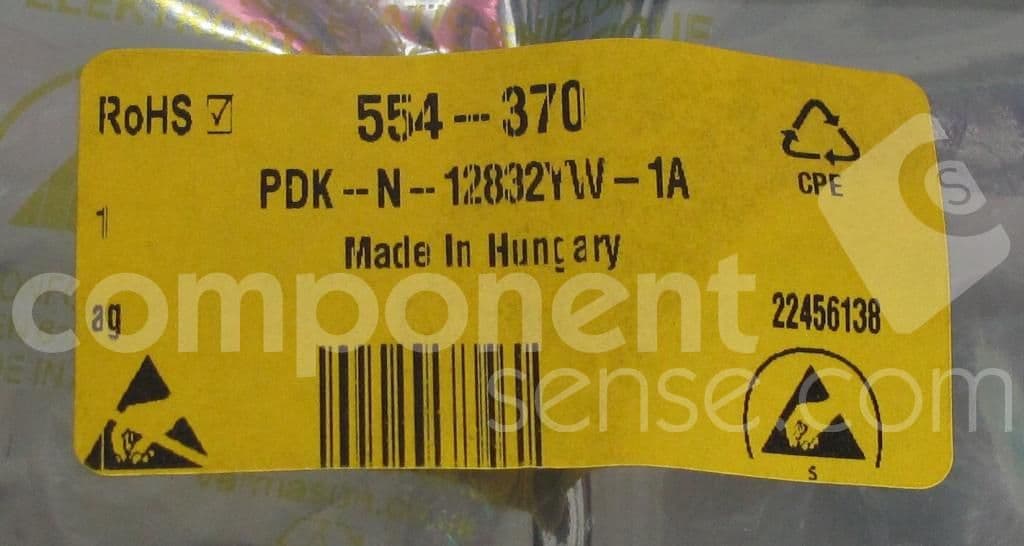 RoHS ☑ 554-370
PDK-N-12832YW-1A
CPE
1
Made In Hungary
component
sense.com
S
ag
22456138
S